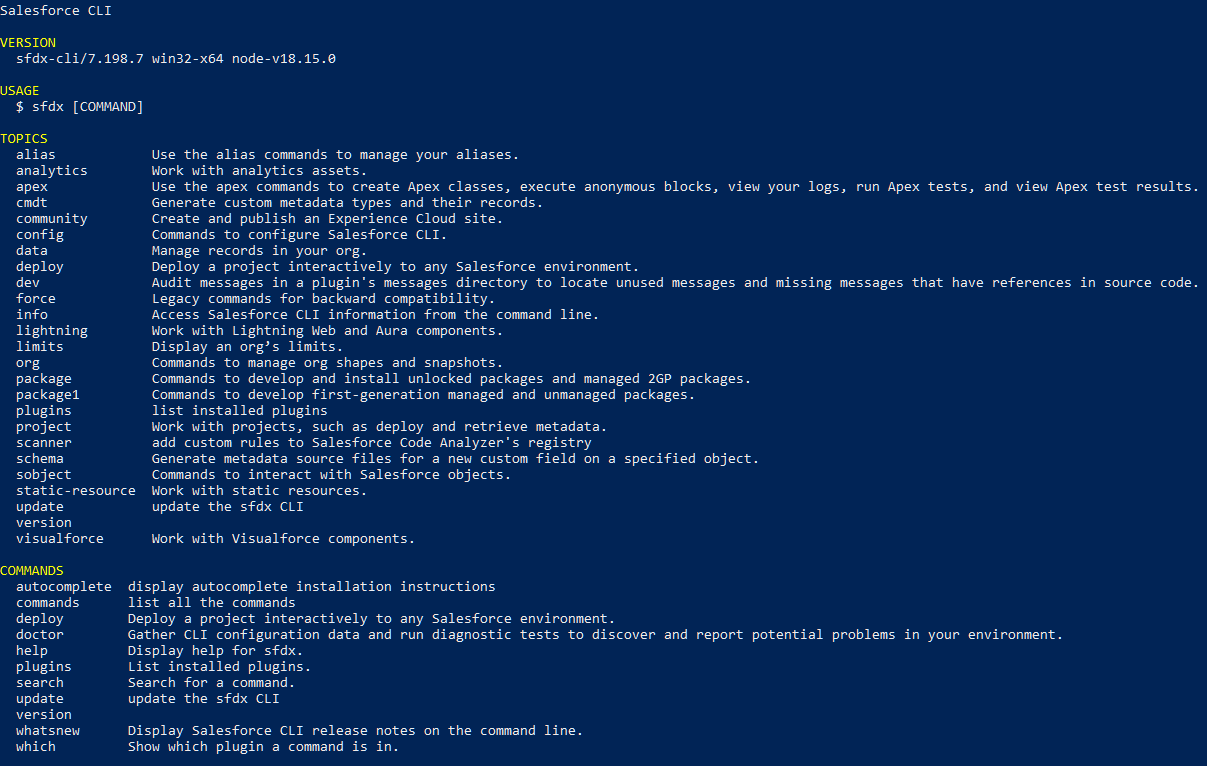 Salesforce CLI
VERSION
sfdx-cli/7.198.7 win32-x64 node-v18.15.0
USAGE
$ sfdx [COMMAND]
TOPICS
alias Use the alias commands to manage your aliases.
analytics Work with analytics assets.
apex Use the apex commands to create Apex classes, execute anonymous blocks, view your logs, run Apex tests, and view Apex test results.
cmdt Generate custom metadata types and their records.
community Create and publish an Experience Cloud site.
config Commands to configure Salesforce CLI.
data Manage records in your org.
deploy Deploy a project interactively to any Salesforce environment.
dev Audit messages in a plugin's messages directory to locate unused messages and missing messages that have references in source code.
force Legacy commands for backward compatibility.
info Access Salesforce CLI information from the command line.
lightning Work with Lightning Web and Aura components.
limits Display an org’s limits.
org Commands to manage org shapes and snapshots.
package Commands to develop and install unlocked packages and managed 2GP packages.
package1 Commands to develop first-generation managed and unmanaged packages.
plugins list installed plugins
project Work with projects, such as deploy and retrieve metadata.
scanner add custom rules to Salesforce Code Analyzer's registry
schema Generate metadata source files for a new custom field on a specified object.
sobject Commands to interact with Salesforce objects.
static-resource Work with static resources.
update update the sfdx CLI
version
visualforce Work with Visualforce components.
COMMANDS
autocomplete display autocomplete installation instructions
commands list all the commands
deploy Deploy a project interactively to any Salesforce environment.
doctor Gather CLI configuration data and run diagnostic tests to discover and report potential problems in your environment.
help Display help for sfdx.
plugins List installed plugins.
search Search for a command.
update update the sfdx CLI
version
whatsnew Display Salesforce CLI release notes on the command line.
which Show which plugin a command is in.